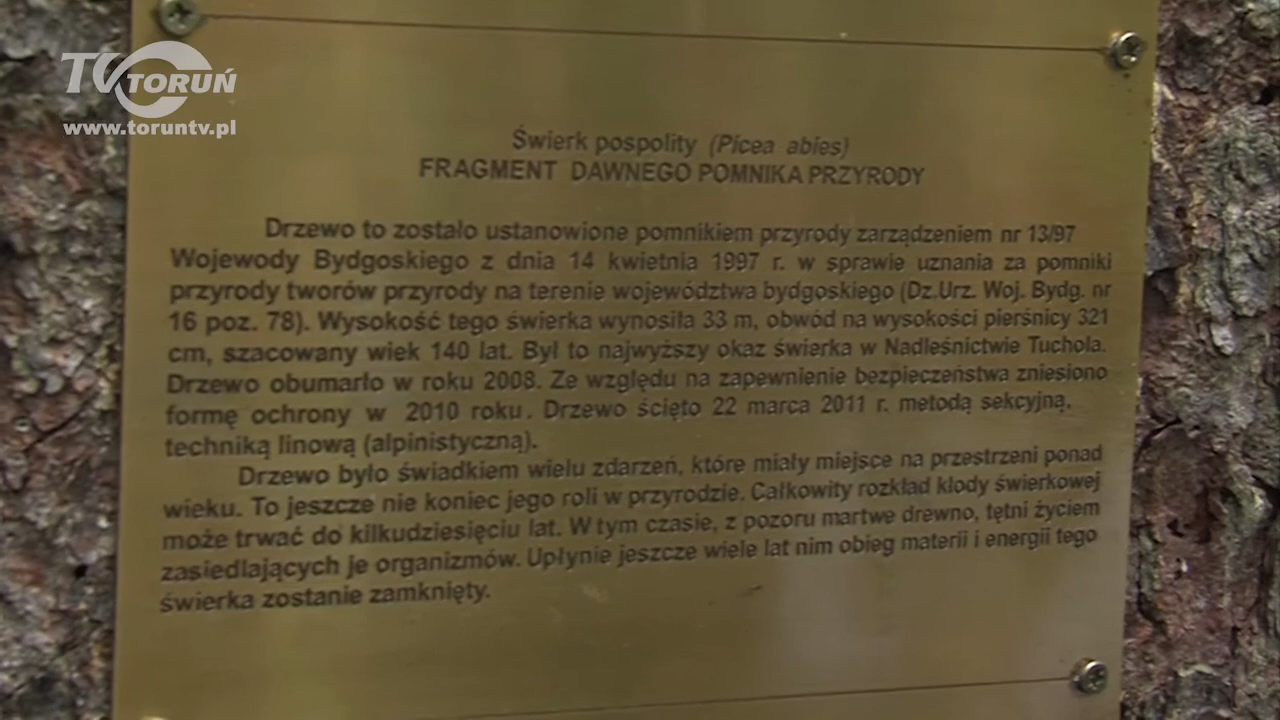 TV TORUŃ
www.toruntv.pl
Świerk pospolity (Picea abies)
FRAGMENT DAWNEGO POMNIKA PRZYRODY
Drzewo to zostało ustanowione pomnikiem przyrody zarządzeniem nr 13/97
Wojewody Bydgoskiego z dnia 14 kwietnia 1997 r. w sprawie uznania za pomniki
przyrody tworów przyrody na terenie województwa bydgoskiego (Dz.Urz. Woj. Bydg. nr
16 poz. 78). Wysokość tego świerka wynosiła 33 m, obwód na wysokości pierśnicy 321
cm, szacowany wiek 140 lat. Był to najwyższy okaz świerka w Nadleśnictwie Tuchola.
Drzewo obumarło w roku 2008. Ze względu na zapewnienie bezpieczeństwa zniesiono
formę ochrony w 2010 roku. Drzewo ścięto 22 marca 2011 r. metodą sekcyjną,
techniką linową (alpinistyczną).
Drzewo było świadkiem wielu zdarzeń, które miały miejsce na przestrzeni ponad
wieku. To jeszcze nie koniec jego roli w przyrodzie. Całkowity rozkład kłody świerkowej
może trwać do kilkudziesięciu lat. W tym czasie, z pozoru martwe drewno, tętni życiem
zasiedlających je organizmów. Upłynie jeszcze wiele lat nim obieg materii i energii tego
świerka zostanie zamknięty.